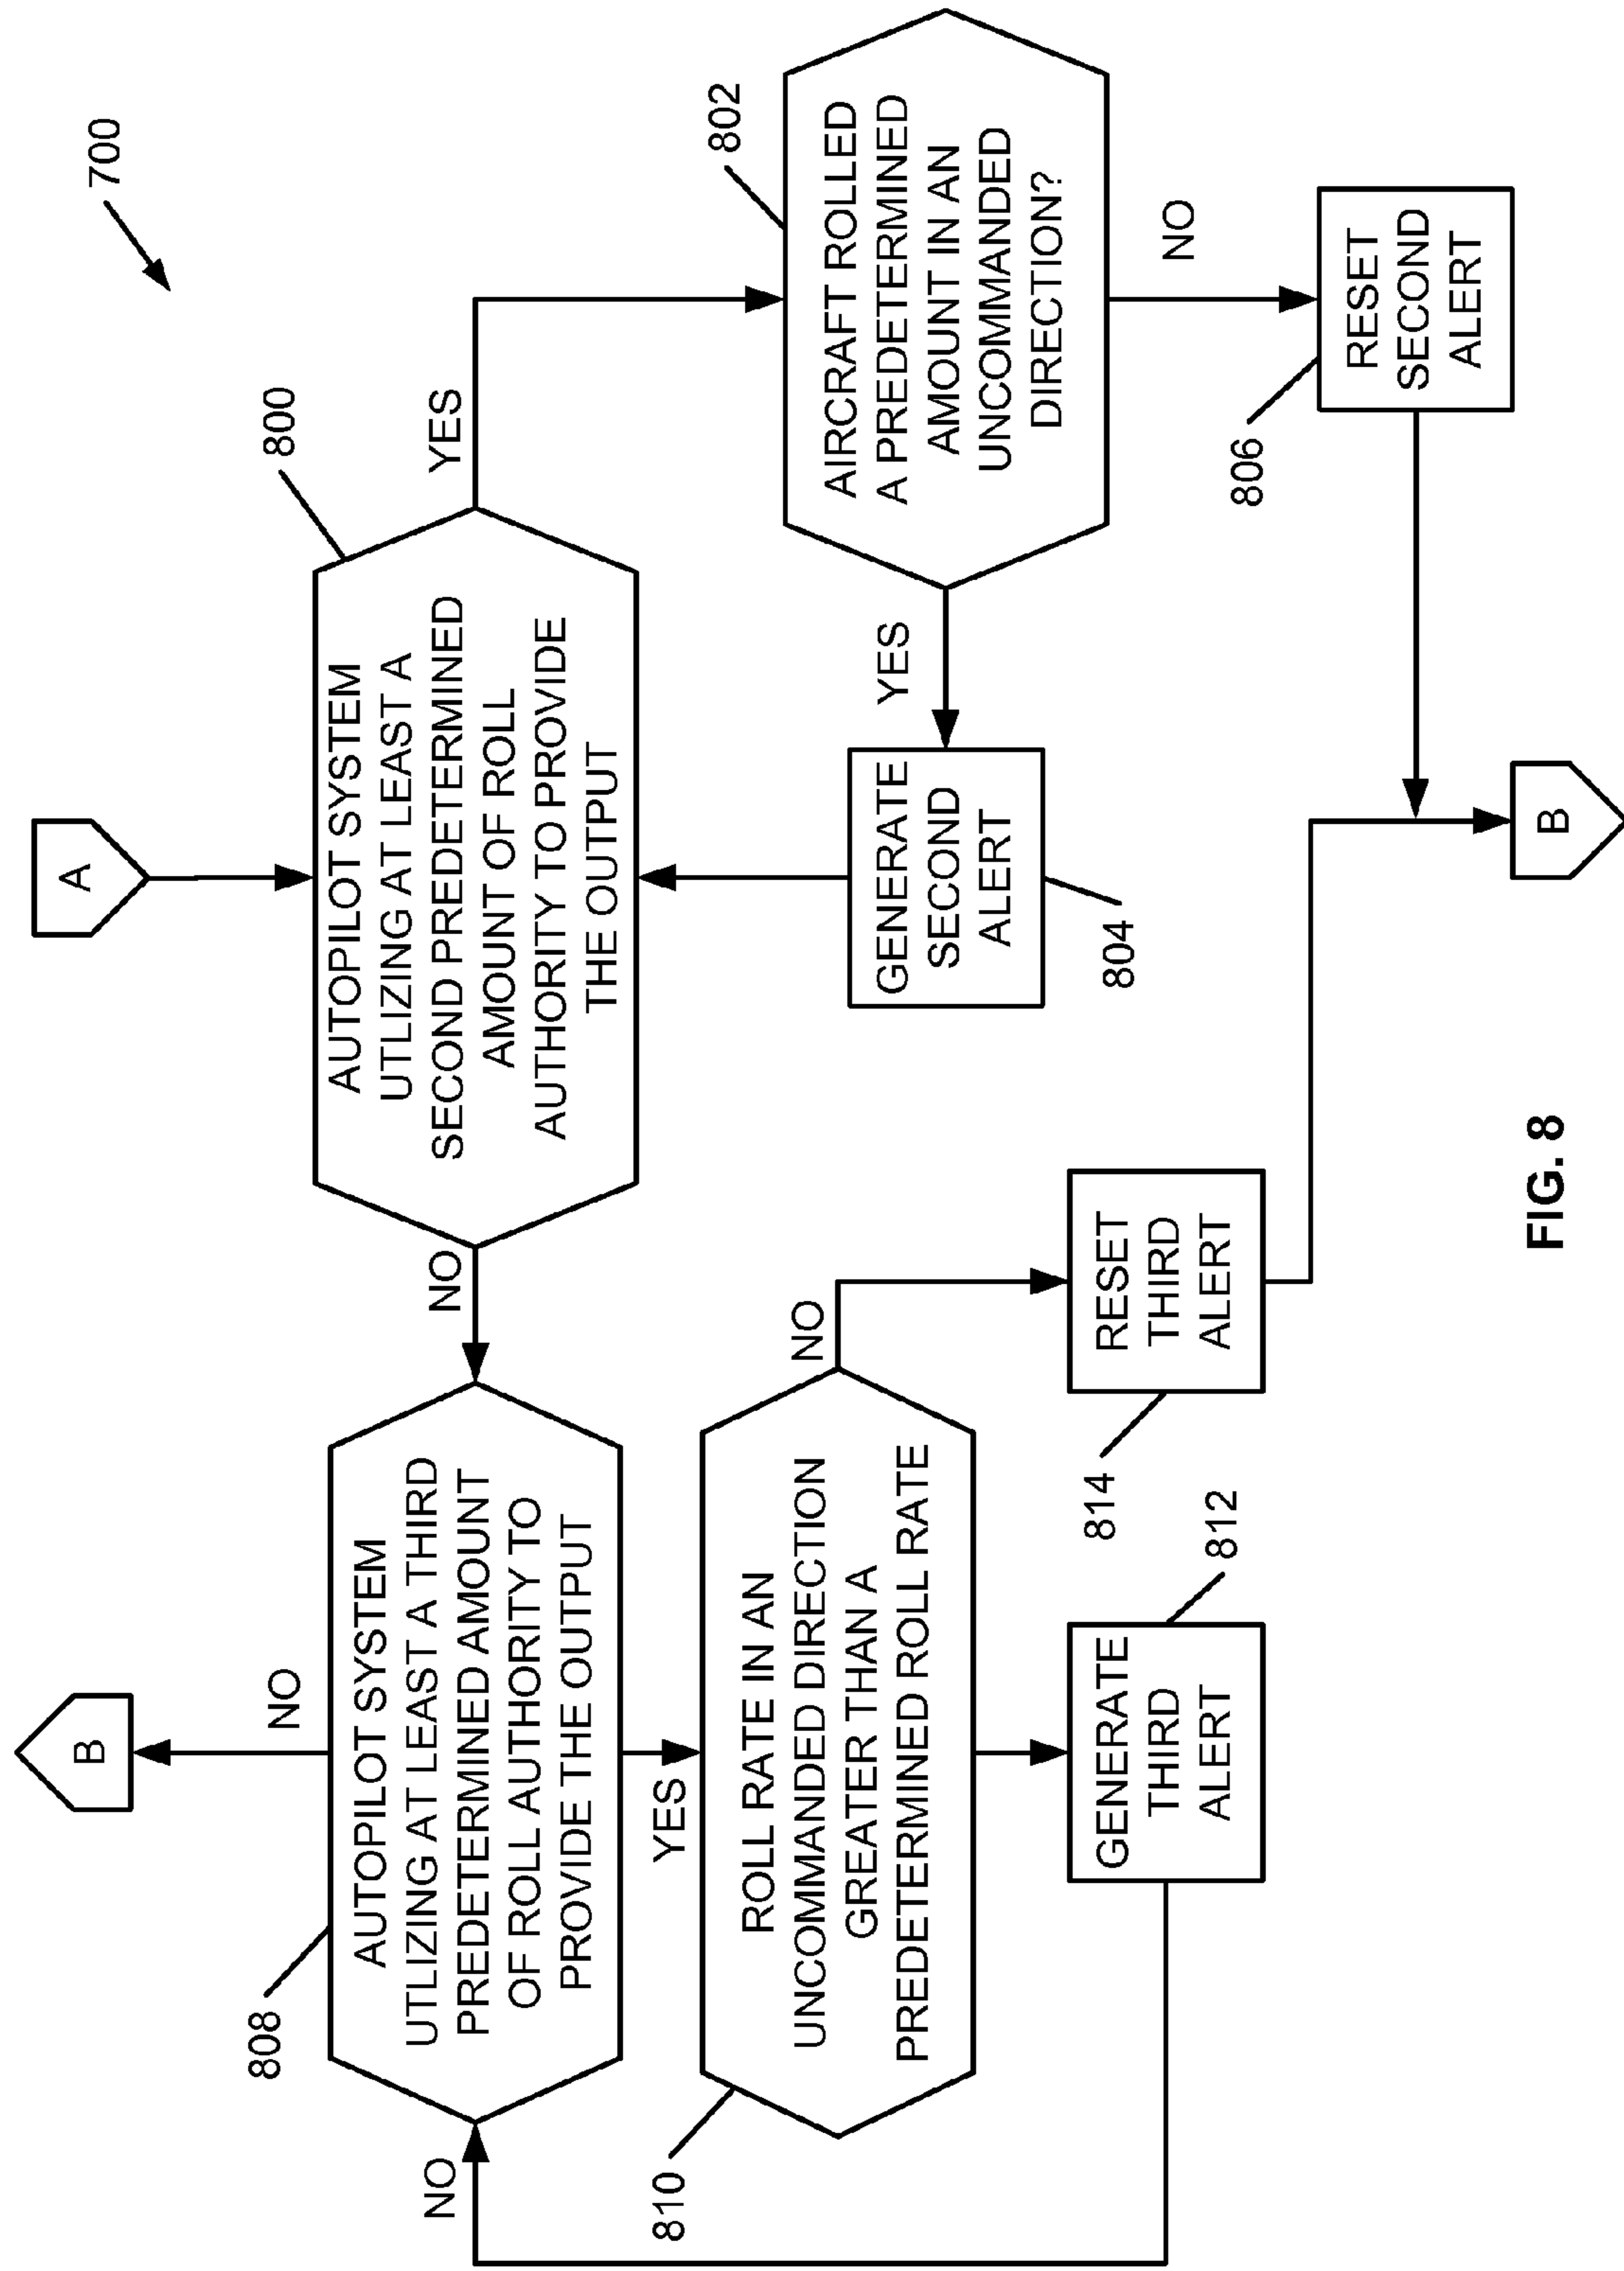 B
A
700
808
NO
800
NO
AUTOPILOT SYSTEM
UTLIZING AT LEAST A THIRD
PREDETERMINED AMOUNT
OF ROLL AUTHORITY TO
PROVIDE THE OUTPUT
NO
AUTOPILOT SYSTEM
UTLIZING AT LEAST A
SECOND PREDETERMINED
AMOUNT OF ROLL
AUTHORITY TO PROVIDE
THE OUTPUT
YES
YES
810
ROLL RATE IN AN
UNCOMMANDED DIRECTION
GREATER THAN A
PREDETERMINED ROLL RATE
NO
802
AIRCRAFT ROLLED
A PREDETERMINED
AMOUNT IN AN
UNCOMMANDED
DIRECTION?
YES
GENERATE
SECOND
ALERT
804
NO
GENERATE
THIRD
ALERT
812
814
RESET
THIRD
ALERT
806
RESET
SECOND
ALERT
B
FIG. 8